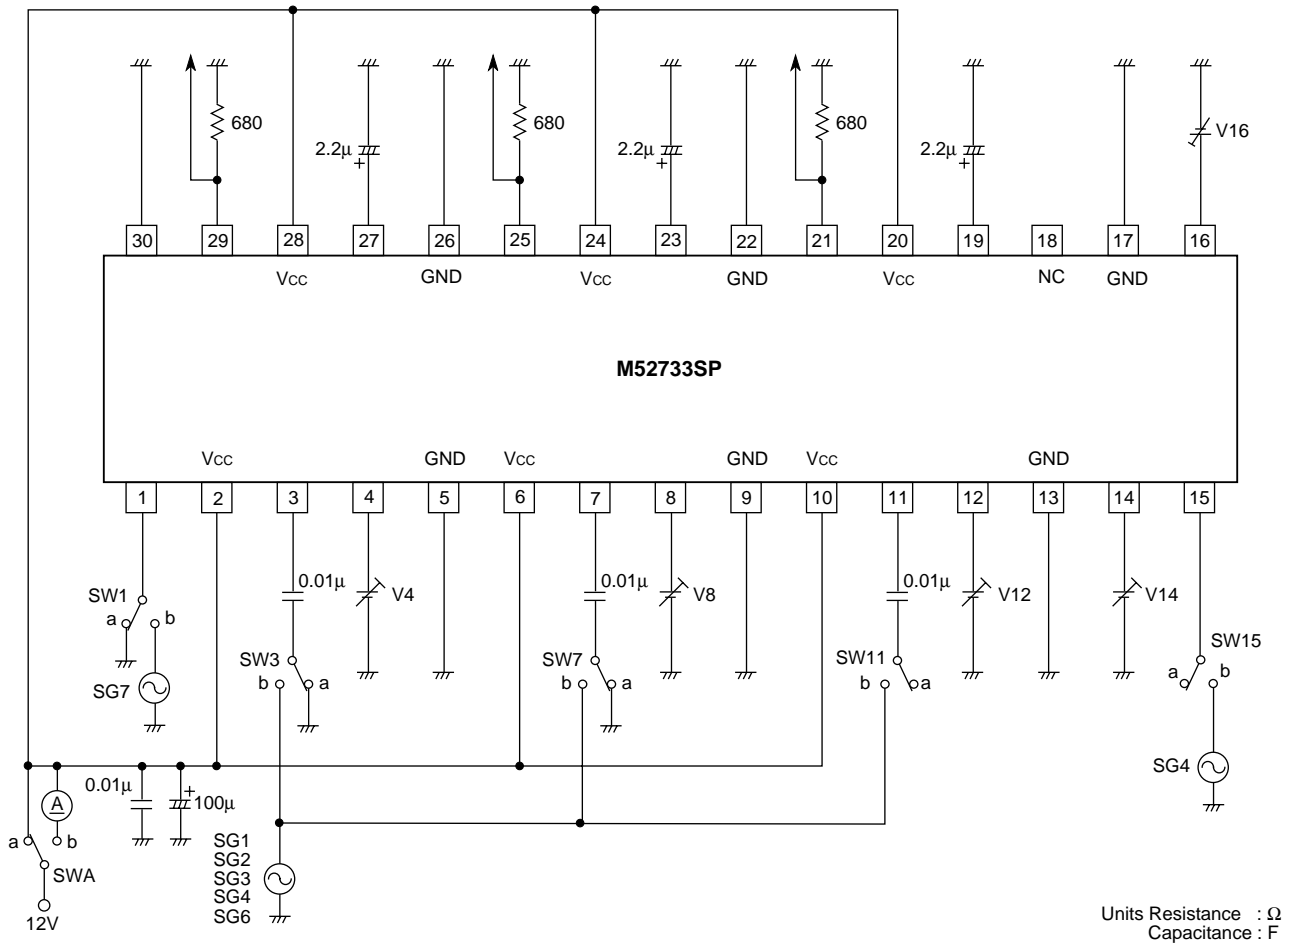 680 680 680 V16
2.2μ 2.2μ 2.2μ
+ + +
30 29 28 27 26 25 24 23 22 21 20 19 18 17 16
VCC GND VCC GND VCC NC GND
M52733SP
VCC GND VCC GND VCC GND
1 2 3 4 5 6 7 8 9 10 11 12 13 14 15
0.01μ V4 0.01μ V8 0.01μ V12 V14
SW1
a b
SW3 SW7 SW11 SW15
b a b a b a a b
SG7
SG4
0.01μ + 100μ
A
a b
SWA
12V
SG1
SG2
SG3
SG4
SG6
Units Resistance : Ω
Capacitance : F